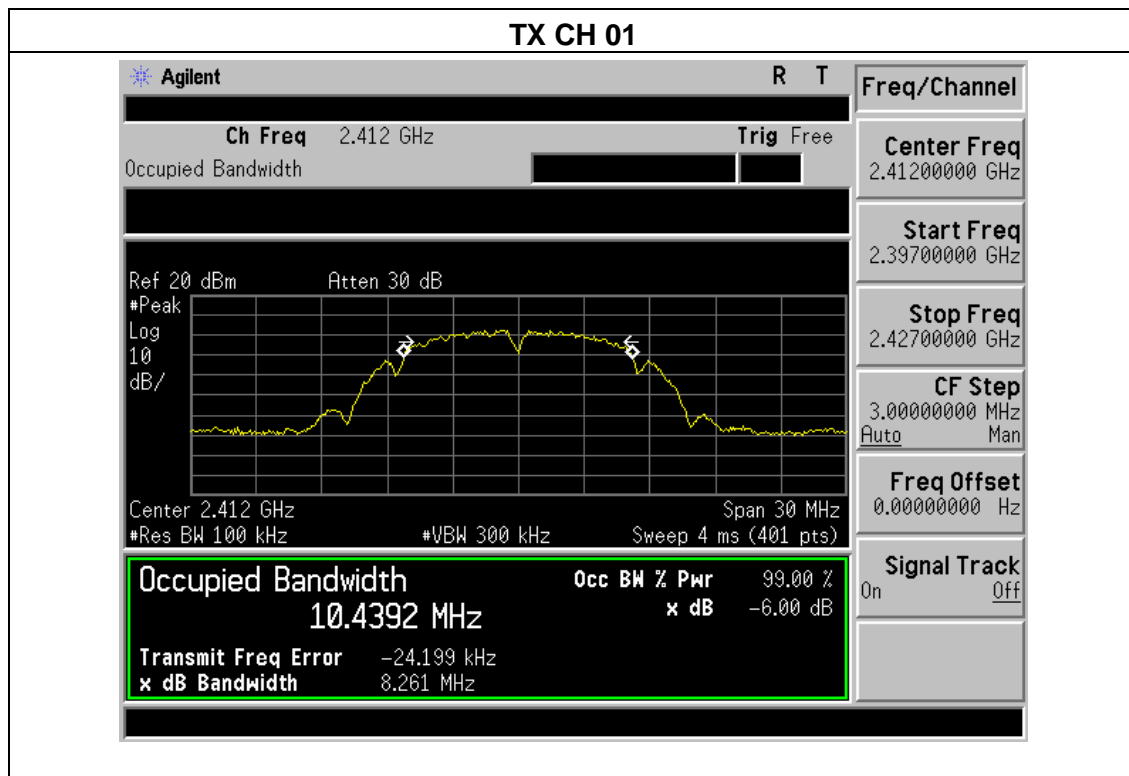 TX CH 01
Agilent R T
Freq/Channel
Ch Freq 2.412 GHz Trig Free
Occupied Bandwidth
Center Freq
2.41200000 GHz
Start Freq
2.39700000 GHz
Stop Freq
2.42700000 GHz
CF Step
3.00000000 MHz
Auto Man
Freq Offset
0.00000000 Hz
Signal Track
On Off
Ref 20 dBm Atten 30 dB
#Peak
Log
10
dB/
Center 2.412 GHz Span 30 MHz
#Res BW 100 kHz #VBW 300 kHz Sweep 4 ms (401 pts)
Occupied Bandwidth Occ BW % Pwr 99.00 %
10.4392 MHz x dB -6.00 dB
Transmit Freq Error -24.199 kHz
x dB Bandwidth 8.261 MHz